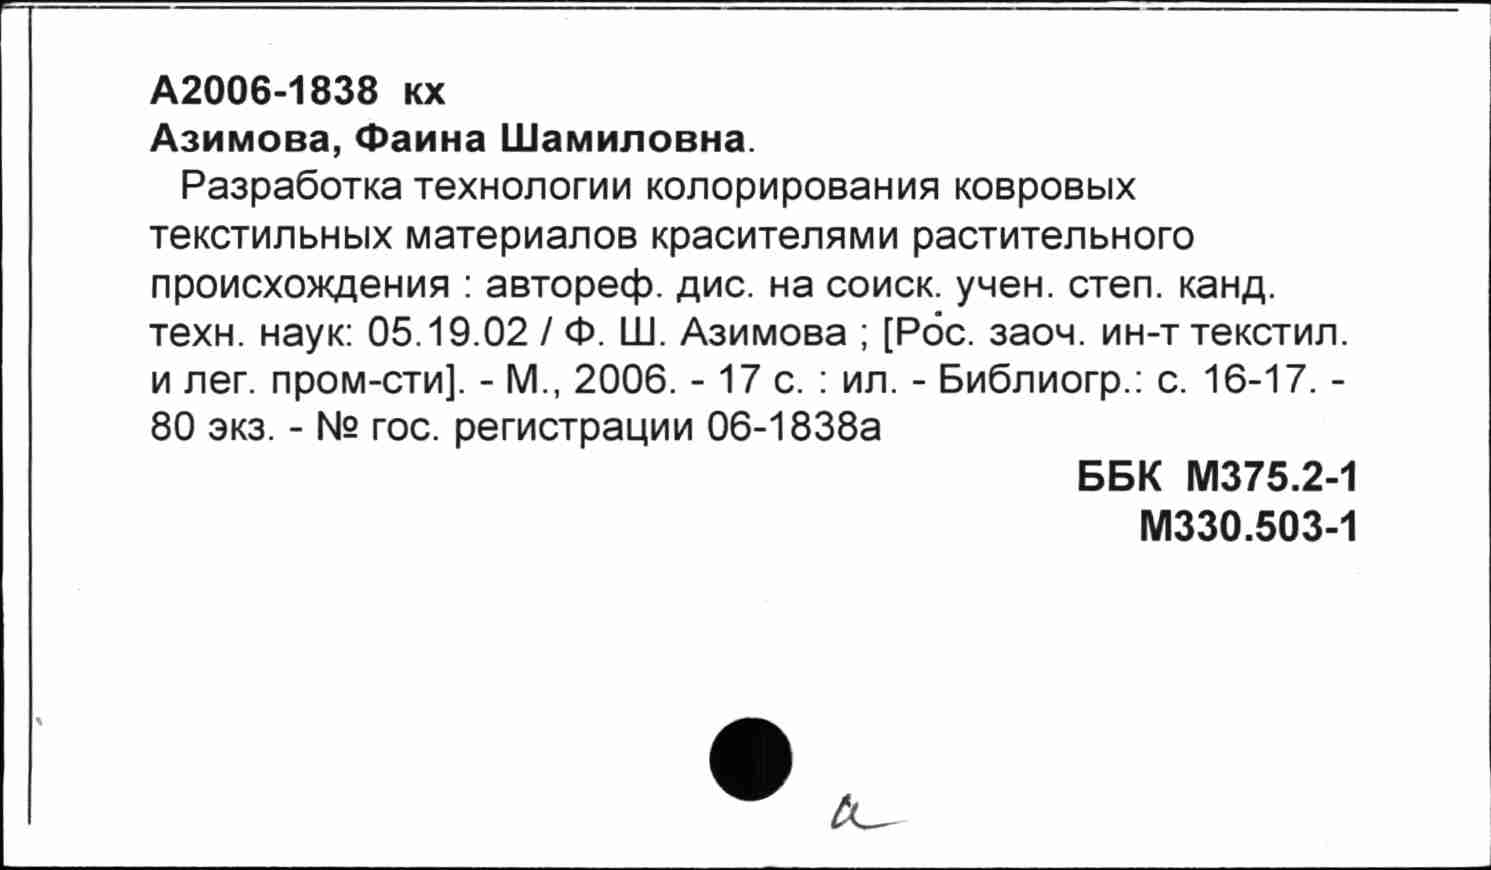 А2006-1838 кх
Азимова, Фаина Шамиловна.
Разработка технологии колорирования ковровых
текстильных материалов красителями растительного
происхождения : автореф. дис. на соиск. учен. степ. канд.
техн. наук: 05.19.02 / Ф. Ш. Азимова ; [Рос. заоч. ин-т текстил.
и лег. пром-сти]. - М., 2006. - 17 с. : ил. - Библиогр.: с. 16-17. -
80 экз. - № гос. регистрации 06-1838а
ББК М375.2-1
М330.503-1
а